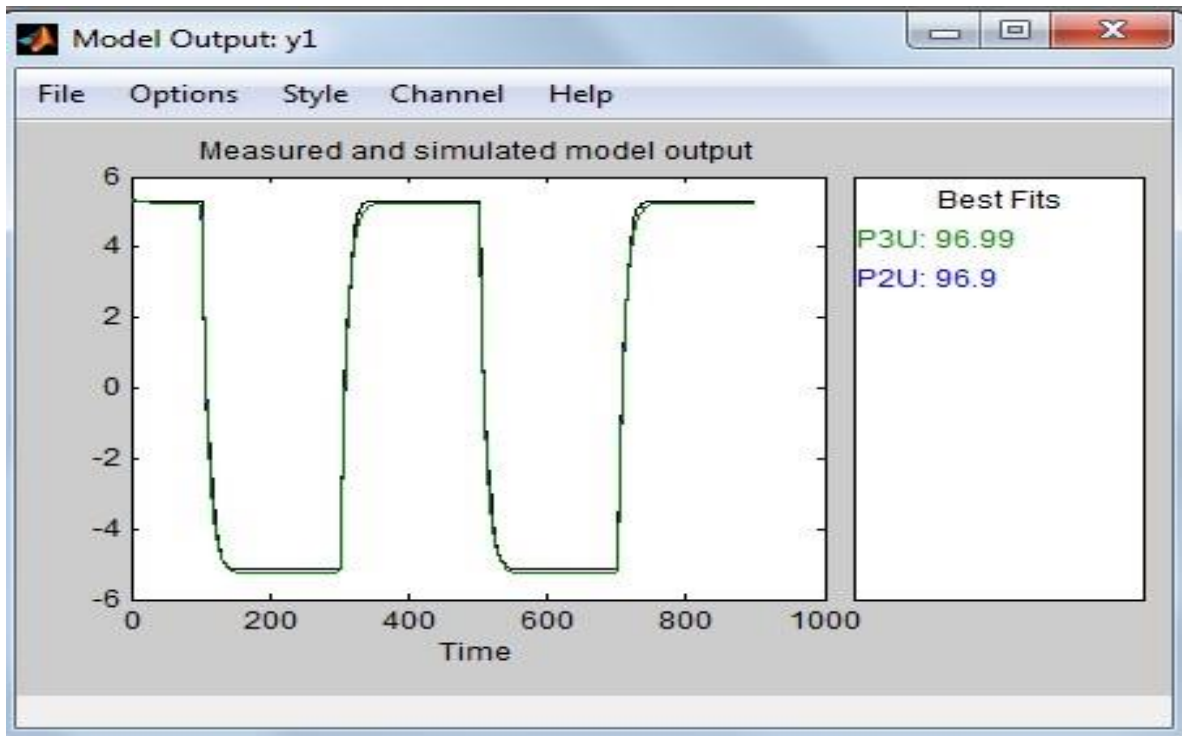 Model Output: y1
File Options Style Channel Help
Measured and simulated model output
6
4
2
0
-2
-4
-6
0 200 400 600 800 1000
Time
Best Fits
P3U: 96.99
P2U: 96.9